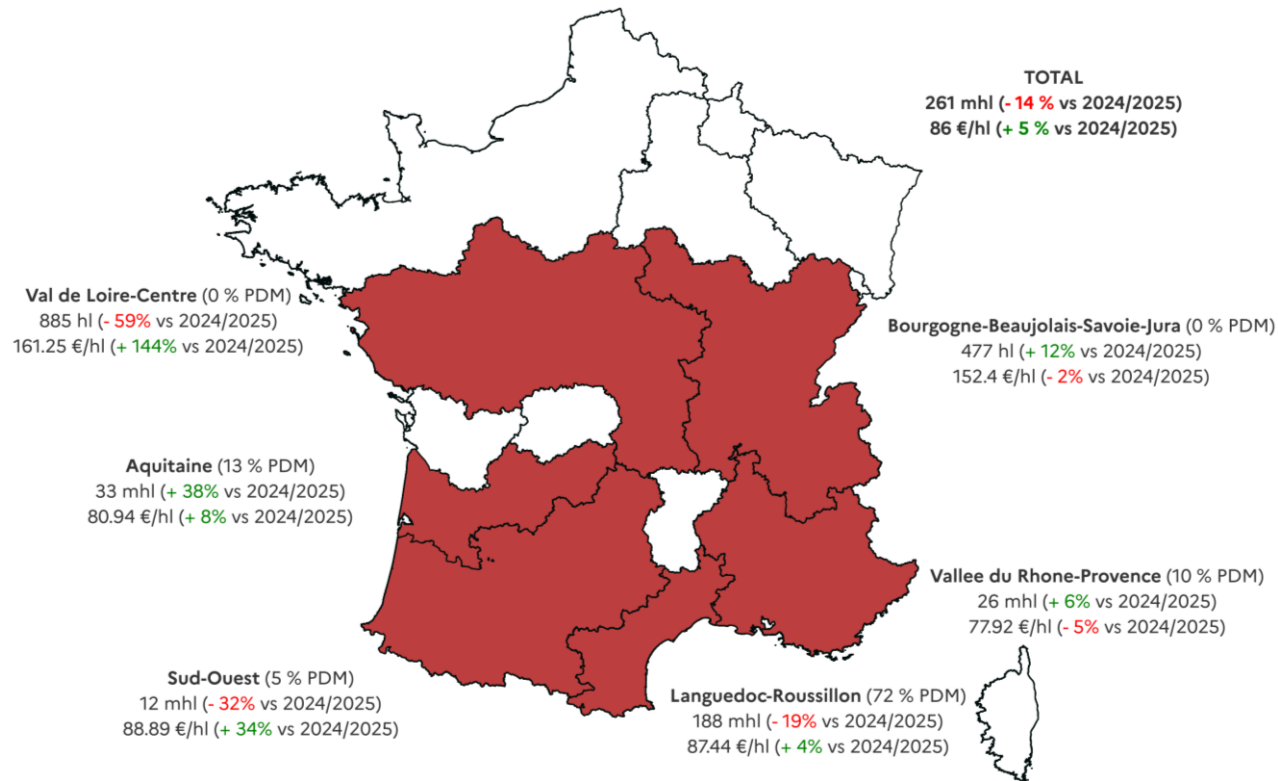 TOTAL
261 mhl (- 14 % vs 2024/2025)
86 €/hl (+ 5 % vs 2024/2025)
Val de Loire-Centre (0 % PDM)
885 hl (- 59% vs 2024/2025)
161.25 €/hl (+ 144% vs 2024/2025)
Bourgogne-Beaujolais-Savoie-Jura (0 % PDM)
477 hl (+ 12% vs 2024/2025)
152.4 €/hl (- 2% vs 2024/2025)
Aquitaine (13 % PDM)
33 mhl (+ 38% vs 2024/2025)
80.94 €/hl (+ 8% vs 2024/2025)
Vallee du Rhone-Provence (10 % PDM)
26 mhl (+ 6% vs 2024/2025)
77.92 €/hl (- 5% vs 2024/2025)
Sud-Ouest (5 % PDM)
12 mhl (- 32% vs 2024/2025)
88.89 €/hl (+ 34% vs 2024/2025)
Languedoc-Roussillon (72 % PDM)
188 mhl (- 19% vs 2024/2025)
87.44 €/hl (+ 4% vs 2024/2025)